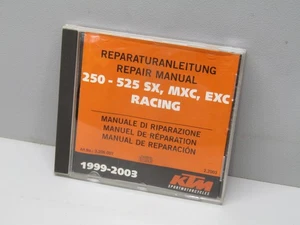 REPARATURANLEITUNG
REPAIR MANUAL
250 - 525 SX, MXC, EXC
RACING
MANUALE DI RIPARAZIONE
MANUEL DE RÉPARATION
MANUAL DE REPARACIÓN
1999-2003
KTM
SPORTMOTORCYCLES